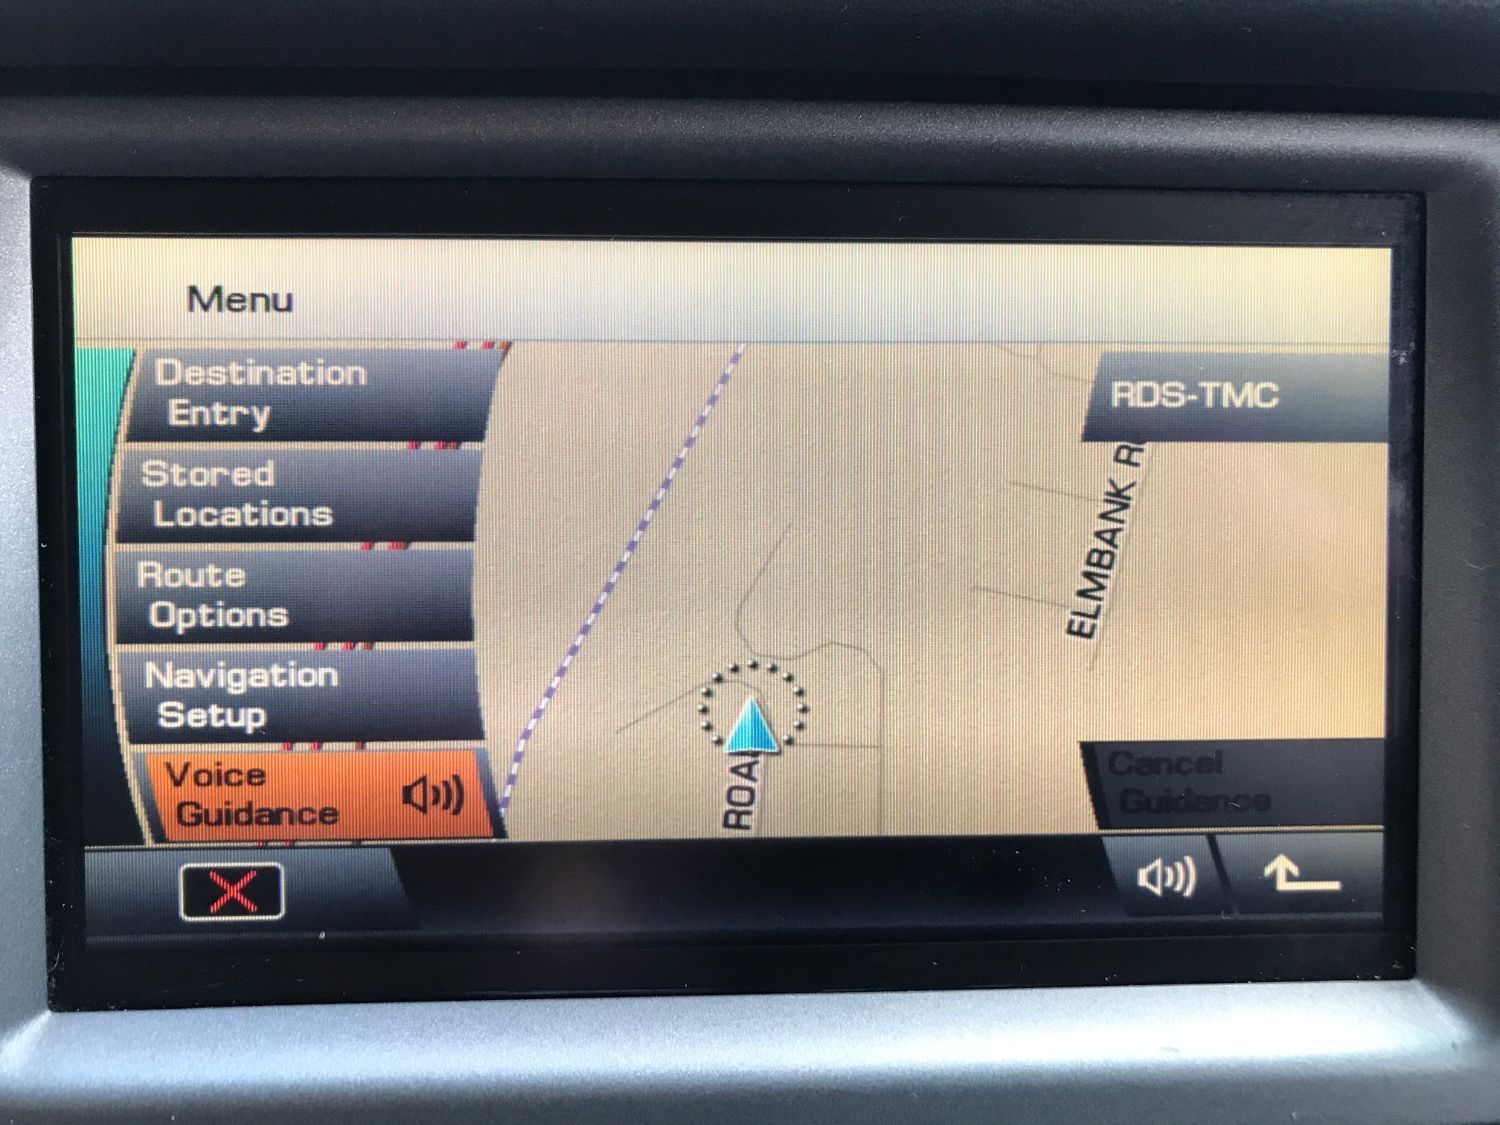 Menu
Destination
Entry
RDS-TMC
Stored
Locations
ELMBANK
Route
Options
Navigation
Setup
Voice
Guidance
ROA
Cancel
Guidance